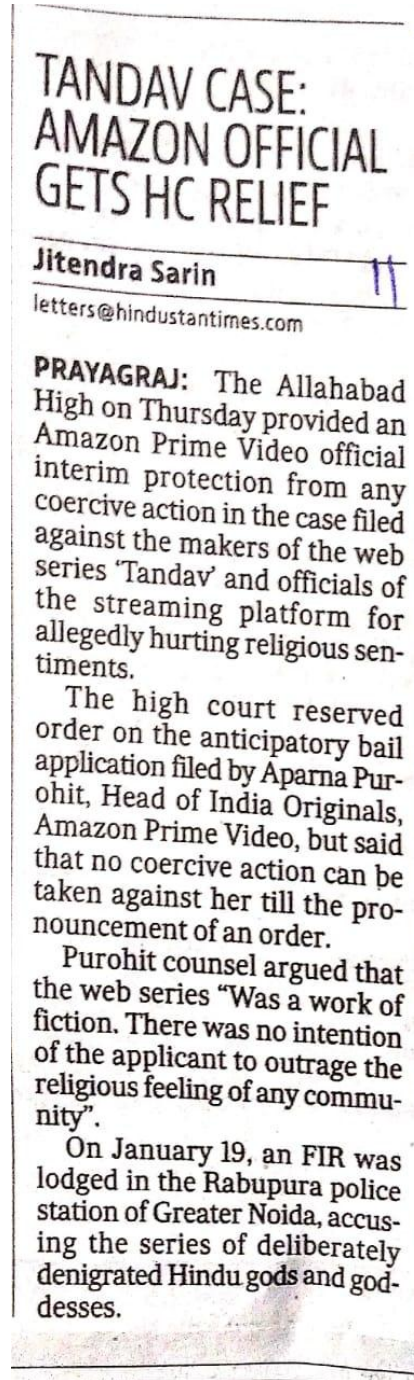 TANDAV CASE:
AMAZON OFFICIAL
GETS HC RELIEF
Jitendra Sarin
11
letters@hindustantimes.com
PRAYAGRAJ: The Allahabad
High on Thursday provided an
Amazon Prime Video official
interim protection from any
coercive action in the case filed
against the makers of the web
series ‘Tandav’ and officials of
the streaming platform for
allegedly hurting religious sen-
timents.
The high court reserved
order on the anticipatory bail
application filed by Aparna Pur-
ohit, Head of India Originals,
Amazon Prime Video, but said
that no coercive action can be
taken against her till the pro-
nouncement of an order.
Purohit counsel argued that
the web series “Was a work of
fiction. There was no intention
of the applicant to outrage the
religious feeling of any commu-
nity”.
On January 19, an FIR was
lodged in the Rabupura police
station of Greater Noida, accus-
ing the series of deliberately
denigrated Hindu gods and god-
desses.